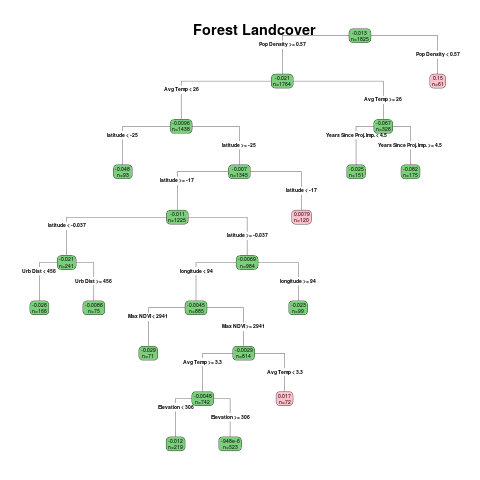 Forest Landcover
-0.013
n=1825
Pop Density >= 0.57
Pop Density < 0.57
-0.021
n=1764
0.15
n=61
Avg Temp < 26
Avg Temp >= 26
-0.0096
n=1438
-0.067
n=326
latitude < -25
latitude >= -25
Years Since Proj.Imp. < 4.5
Years Since Proj.Imp. >= 4.5
-0.048
n=93
-0.007
n=1345
-0.025
n=151
-0.082
n=175
latitude >= -17
latitude < -17
-0.011
n=1225
0.0079
n=120
latitude < -0.037
latitude >= -0.037
-0.021
n=241
-0.0069
n=984
Urb Dist < 456
Urb Dist >= 456
longitude < 94
longitude >= 94
-0.026
n=166
-0.0086
n=75
-0.0045
n=885
-0.023
n=99
Max NDVI < 2941
Max NDVI >= 2941
-0.029
n=71
-0.0029
n=814
Avg Temp >= 3.3
Avg Temp < 3.3
-0.0048
n=742
0.017
n=72
Elevation < 306
Elevation >= 306
-0.012
n=219
-946e-6
n=523